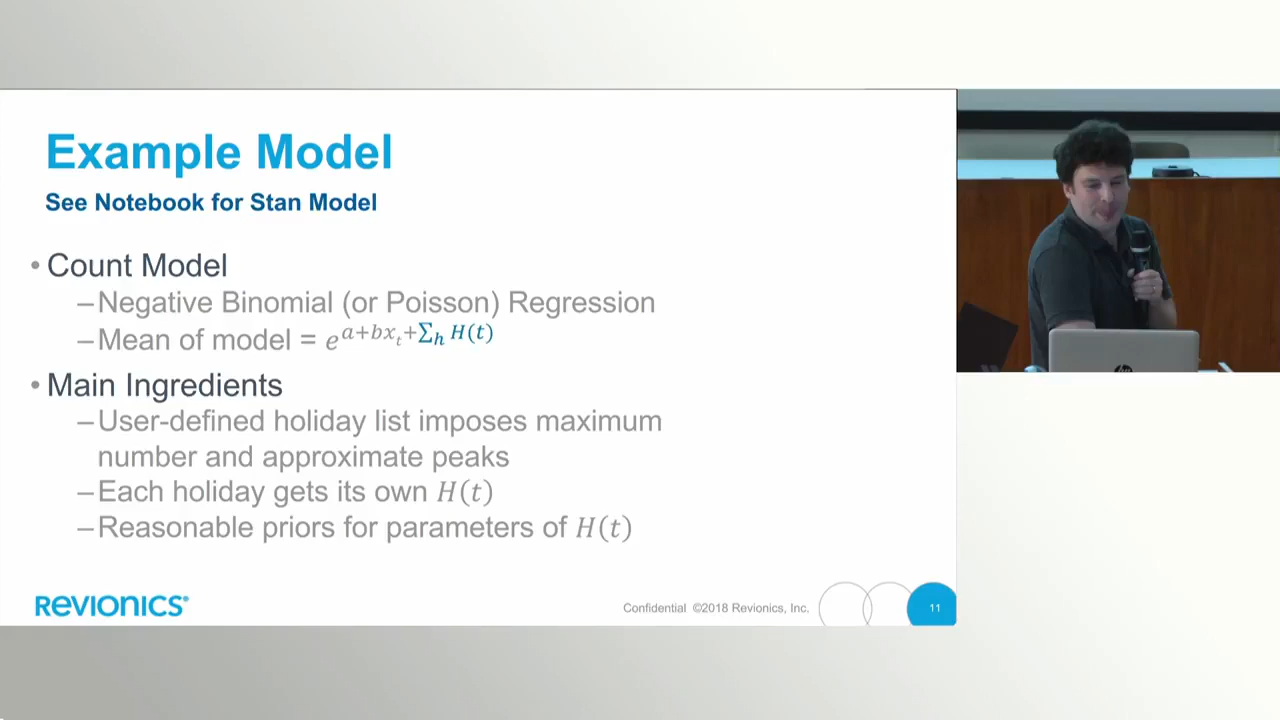 Example Model
See Notebook for Stan Model
• Count Model
–Negative Binomial (or Poisson) Regression
–Mean of model = e^{a+bx_t+∑_h H(t)}
• Main Ingredients
–User-defined holiday list imposes maximum
number and approximate peaks
–Each holiday gets its own H(t)
–Reasonable priors for parameters of H(t)
REVIONICS®
Confidential ©2018 Revionics, Inc.
11
hp